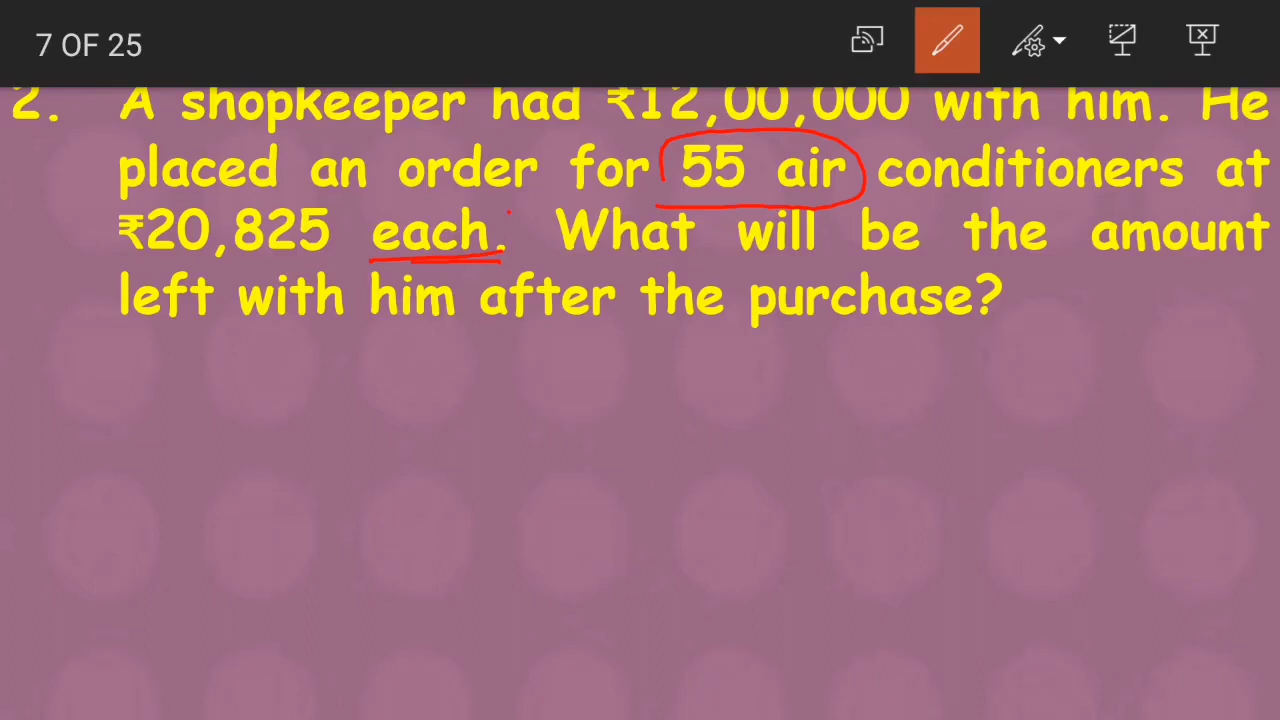 7 OF 25
2. A shopkeeper had ₹12,00,000 with him. He
placed an order for 55 air conditioners at
₹20,825 each. What will be the amount
left with him after the purchase?